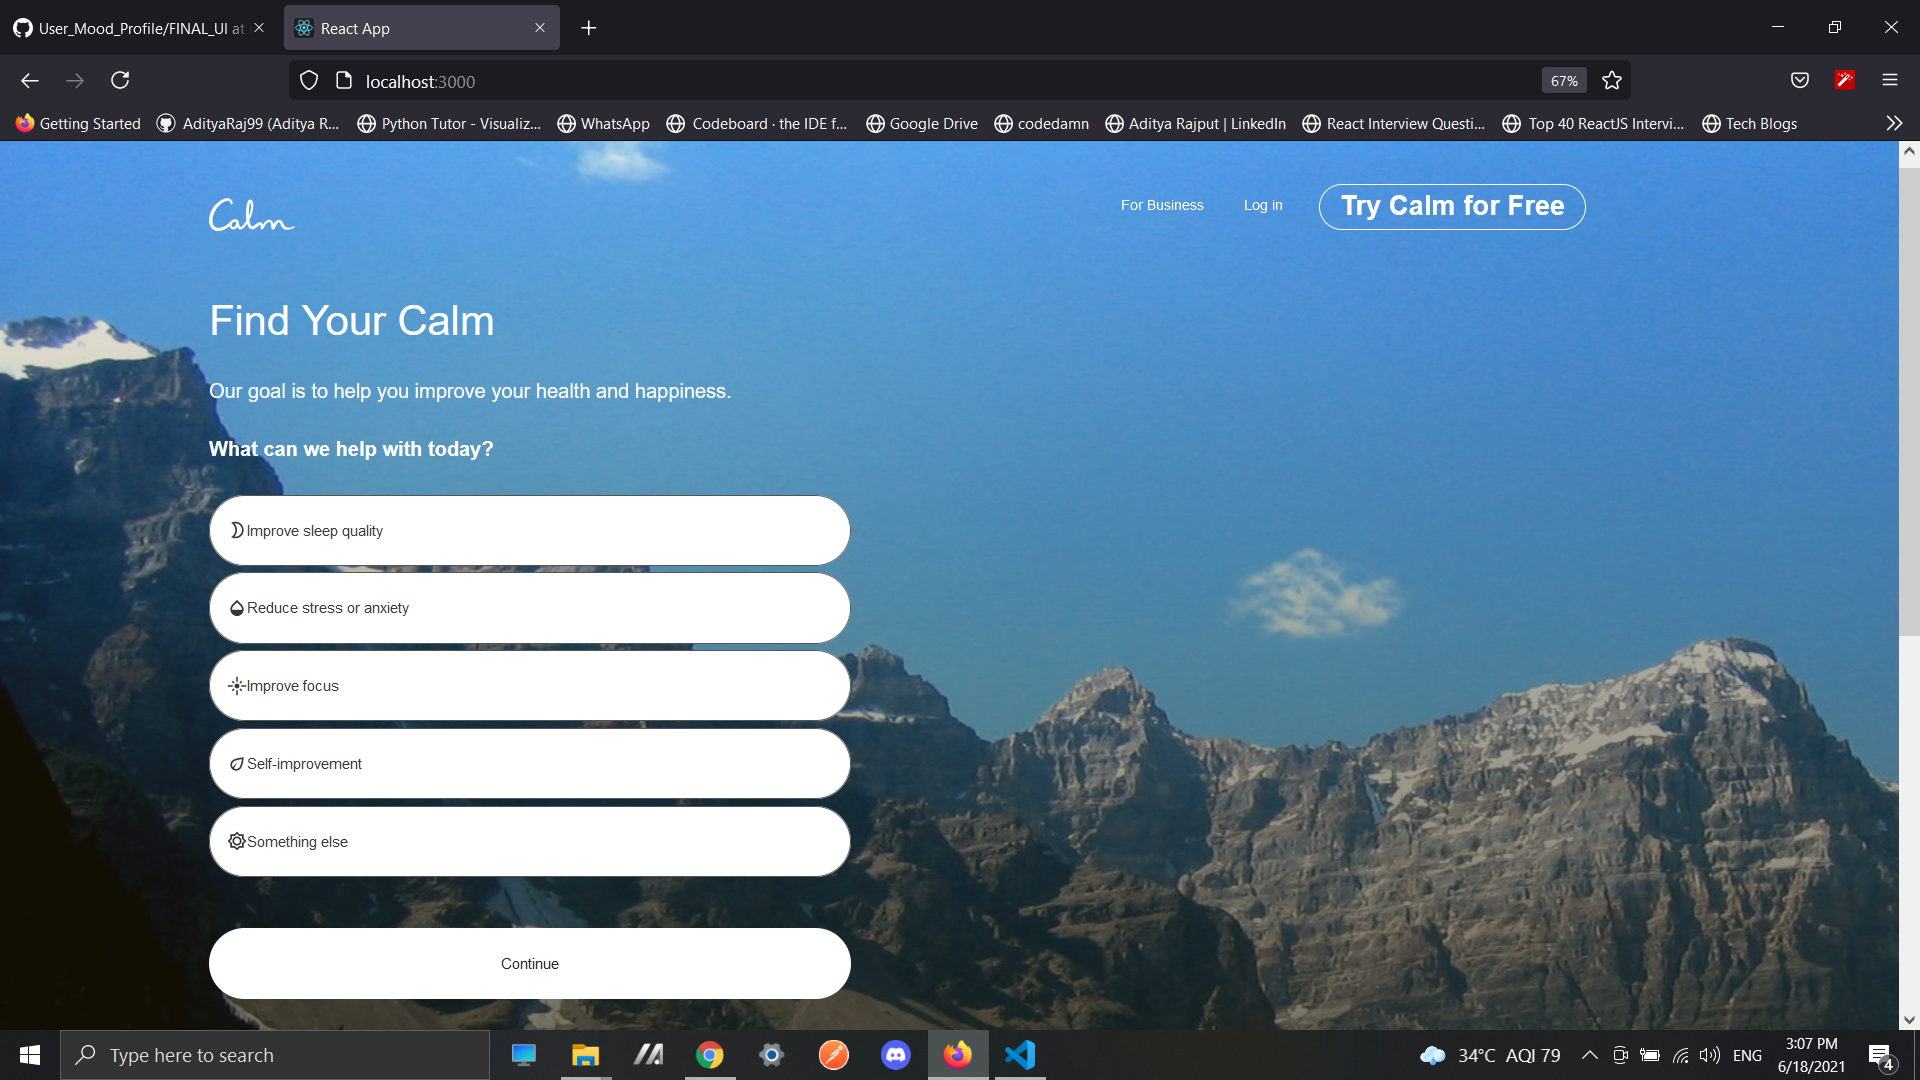 User_Mood_Profile/FINAL_UI at
React App
localhost:3000
67%
Getting Started
AdityaRaj99 (Aditya R...
Python Tutor - Visualiz...
WhatsApp
Codeboard · the IDE f...
Google Drive
codedamn
Aditya Rajput | LinkedIn
React Interview Questi...
Top 40 ReactJS Intervi...
Tech Blogs
Calm
For Business
Log in
Try Calm for Free
Find Your Calm
Our goal is to help you improve your health and happiness.
What can we help with today?
Improve sleep quality
Reduce stress or anxiety
Improve focus
Self-improvement
Something else
Continue
Type here to search
34°C AQI 79
ENG
3:07 PM
6/18/2021
4